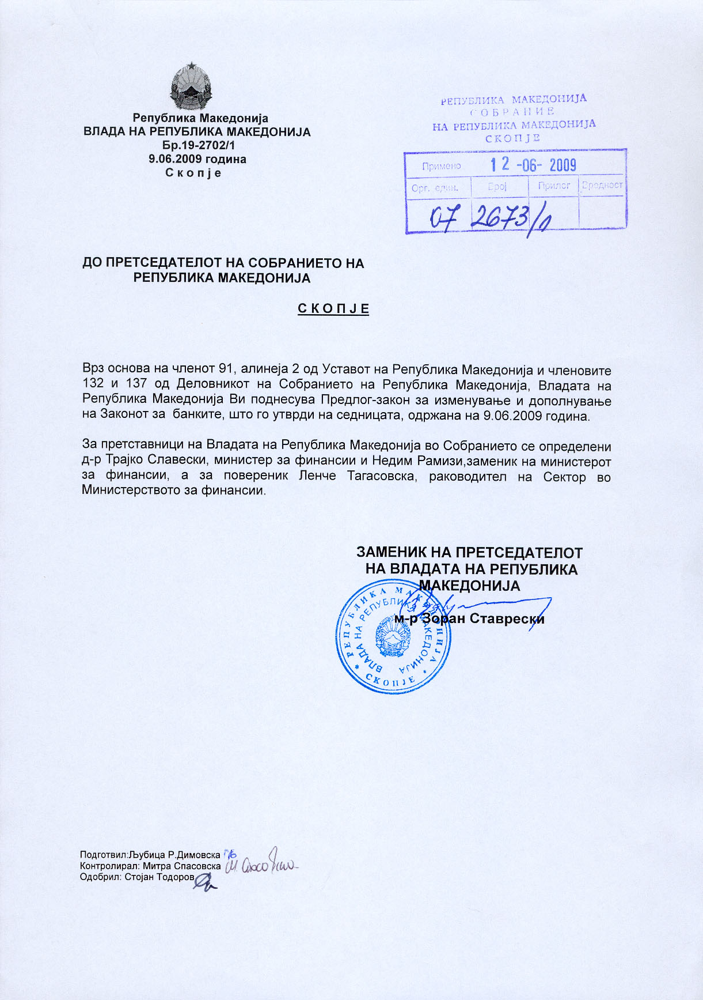 Република Македонија
ВЛАДА НА РЕПУБЛИКА МАКЕДОНИЈА
Бр.19-2702/1
9.06.2009 година
С к о п ј е
РЕПУБЛИКА МАКЕДОНИЈА
С О Б Р А Н И Е
НА РЕПУБЛИКА МАКЕДОНИЈА
СКОПЈЕ
Примено 12 -06- 2009
Орг. един. Број Прилог Вредност
07 2673/1
ДО ПРЕТСЕДАТЕЛОТ НА СОБРАНИЕТО НА
РЕПУБЛИКА МАКЕДОНИЈА
С К О П Ј Е
Врз основа на членот 91, алинеја 2 од Уставот на Република Македонија и членовите
132 и 137 од Деловникот на Собранието на Република Македонија, Владата на
Република Македонија Ви поднесува Предлог-закон за изменување и дополнување
на Законот за банките, што го утврди на седницата, одржана на 9.06.2009 година.
За претставници на Владата на Република Македонија во Собранието се определени
д-р Трајко Славески, министер за финансии и Недим Рамизи,заменик на министерот
за финансии, а за повереник Ленче Тагасовска, раководител на Сектор во
Министерството за финансии.
ЗАМЕНИК НА ПРЕТСЕДАТЕЛОТ
НА ВЛАДАТА НА РЕПУБЛИКА
МАКЕДОНИЈА
м-р Зоран Ставрески
РЕПУБЛИКА МАКЕДОНИЈА
ВЛАДА НА РЕПУБЛИКА МАКЕДОНИЈА
СКОПЈЕ
Подготвил:Љубица Р.Димовска
Контролирал: Митра Спасовска
Одобрил: Стојан Тодоров